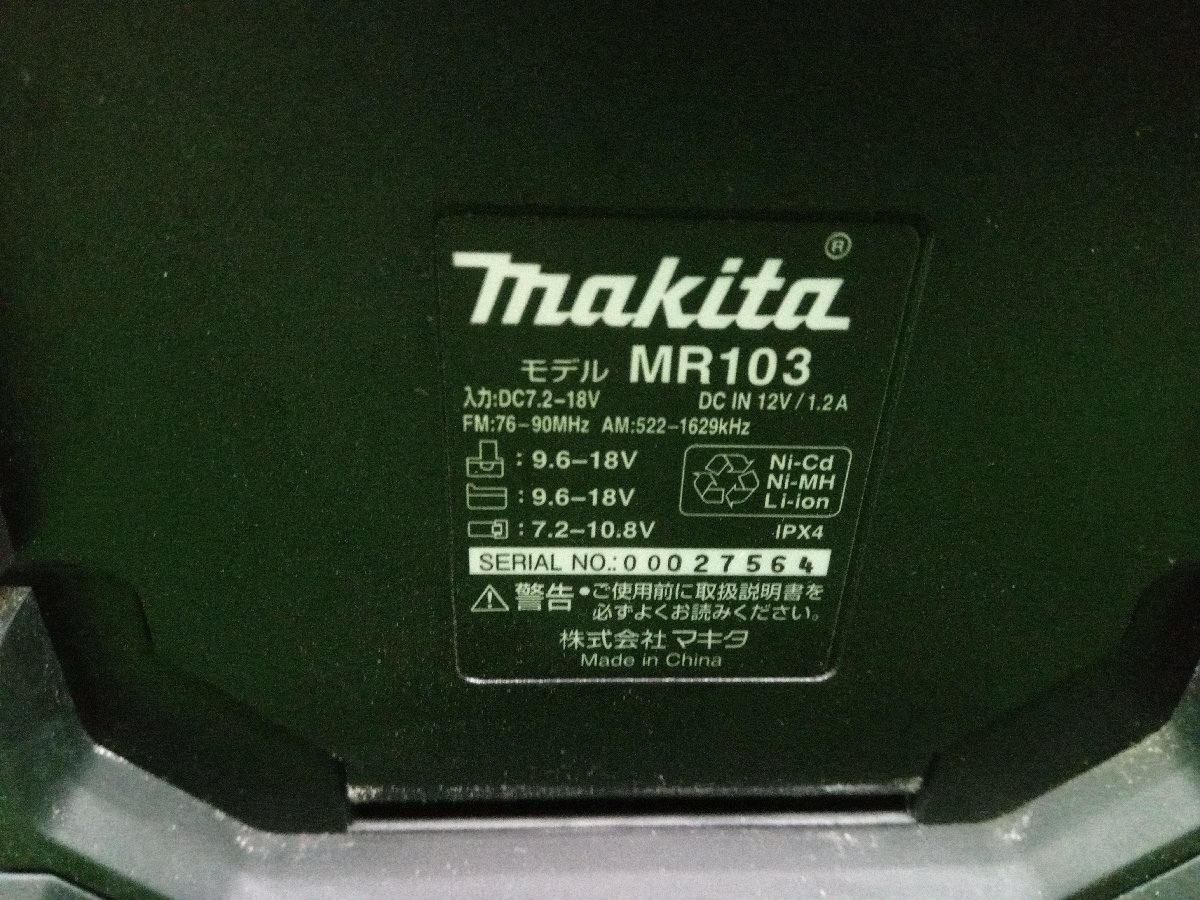 makita®
モデル MR103
入力:DC7.2-18V DC IN 12V/1.2A
FM:76-90MHz AM:522-1629kHz
: 9.6-18V
: 9.6-18V
: 7.2-10.8V
Ni-Cd
Ni-MH
Li-ion
IPX4
SERIAL NO.: 00027564
警告 •ご使用前に取扱説明書を
必ずよくお読みください。
株式会社マキタ
Made in China